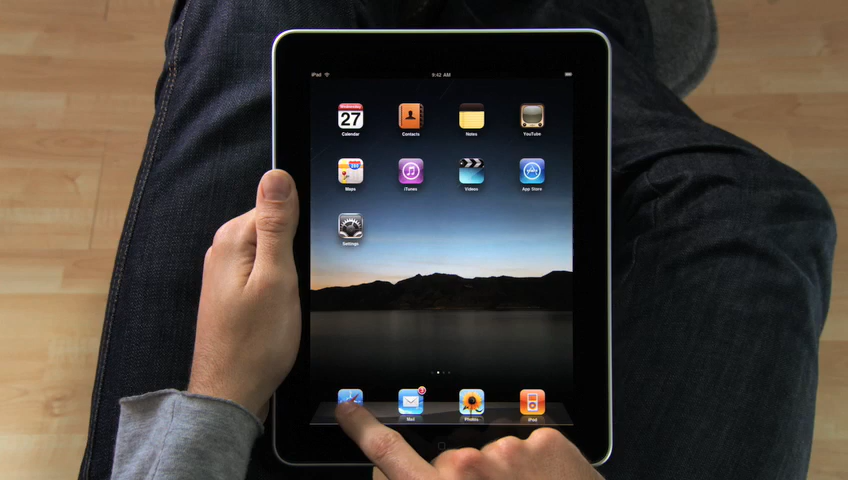 iPad 9:42 AM
Wednesday
27
Calendar Contacts Notes YouTube
280
Maps iTunes Videos App Store
Settings
Mail Photos iPod